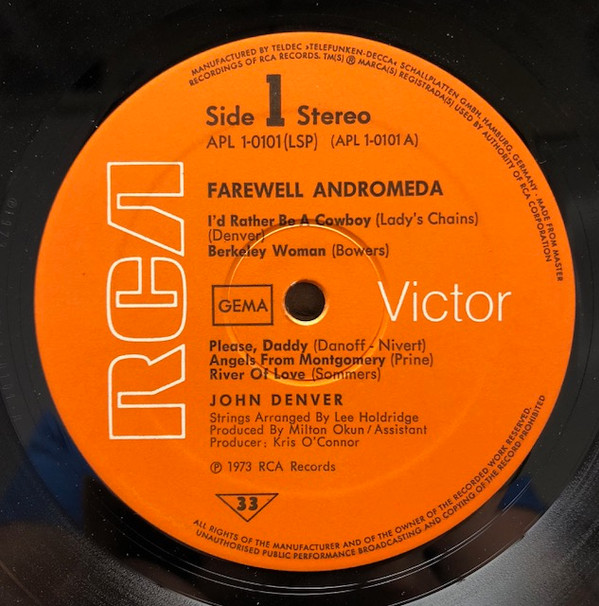 MANUFACTURED BY TELDEC »TELEFUNKEN-DECCA« SCHALLPLATTEN GMBH, HAMBURG, GERMANY · MADE FROM MASTER
RECORDINGS OF RCA RECORDS. TM(S) ® MARCA(S) REGISTRADA(S) USED BY AUTHORITY OF RCA CORPORATION
Side 1 Stereo
APL 1-0101 (LSP) (APL 1-0101 A)
RCA
FAREWELL ANDROMEDA
I'd Rather Be A Cowboy (Lady's Chains)
(Denver)
Berkeley Woman (Bowers)
GEMA
Victor
Please, Daddy (Danoff - Nivert)
Angels From Montgomery (Prine)
River Of Love (Sommers)
JOHN DENVER
Strings Arranged By Lee Holdridge
Produced By Milton Okun / Assistant
Producer: Kris O'Connor
℗ 1973 RCA Records
33
ALL RIGHTS OF THE MANUFACTURER AND OF THE OWNER OF THE RECORDED WORK RESERVED.
UNAUTHORISED PUBLIC PERFORMANCE BROADCASTING AND COPYING OF THE RECORD PROHIBITED